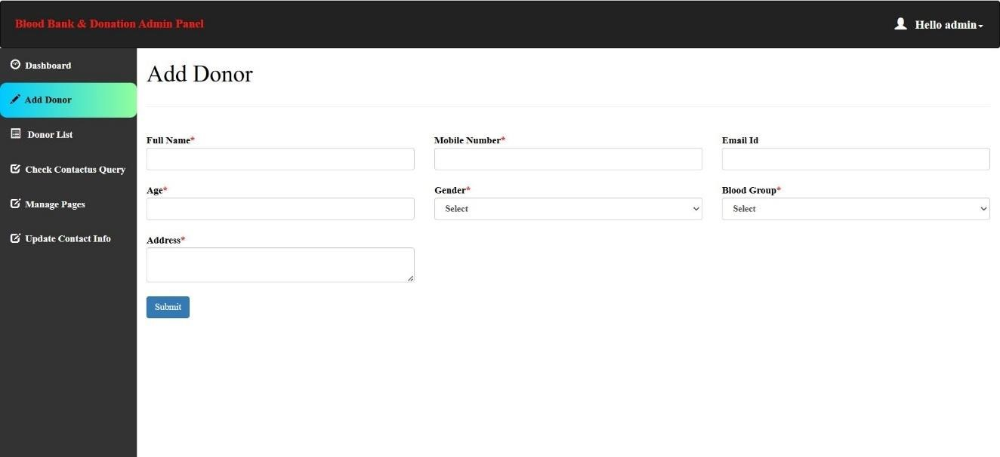 Blood Bank & Donation Admin Panel
Hello admin
Dashboard
Add Donor
Donor List
Check Contactus Query
Manage Pages
Update Contact Info
Add Donor
Full Name*
Mobile Number*
Email Id
Age*
Gender*
Select
Blood Group*
Select
Address*
Submit